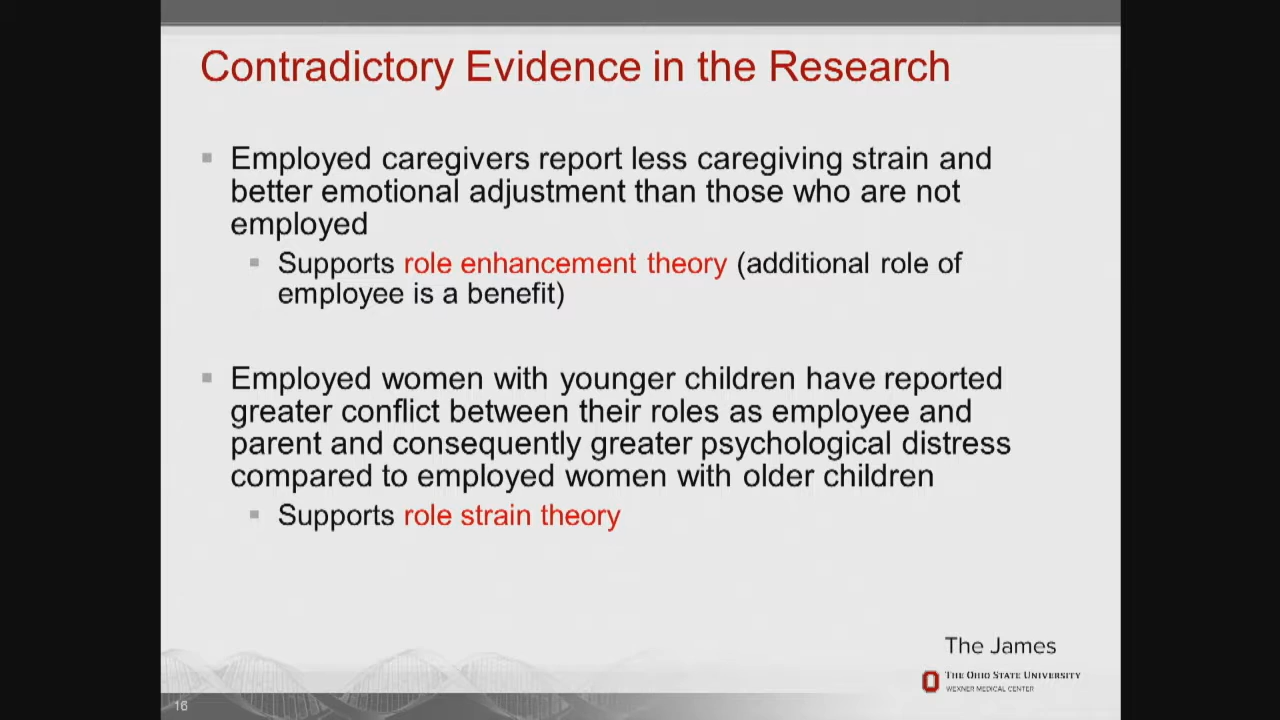 Contradictory Evidence in the Research
Employed caregivers report less caregiving strain and
better emotional adjustment than those who are not
employed
Supports role enhancement theory (additional role of
employee is a benefit)
Employed women with younger children have reported
greater conflict between their roles as employee and
parent and consequently greater psychological distress
compared to employed women with older children
Supports role strain theory
The James
THE OHIO STATE UNIVERSITY
WEXNER MEDICAL CENTER
16